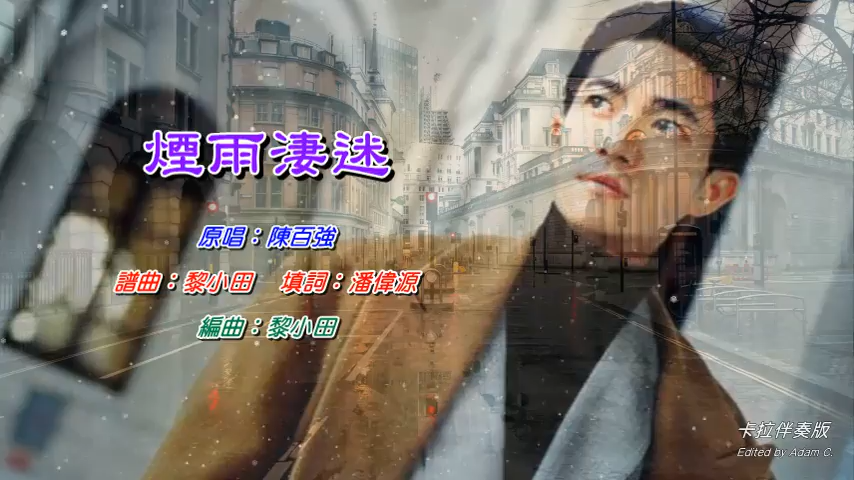 煙雨淒迷
原唱：陳百強
譜曲：黎小田 填詞：潘偉源
編曲：黎小田
卡拉伴奏版
Edited by Adam C.